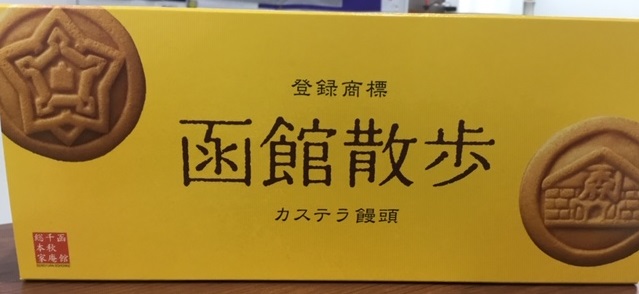 登録商標
函館散歩
カステラ饅頭
函館
千秋庵
総本家